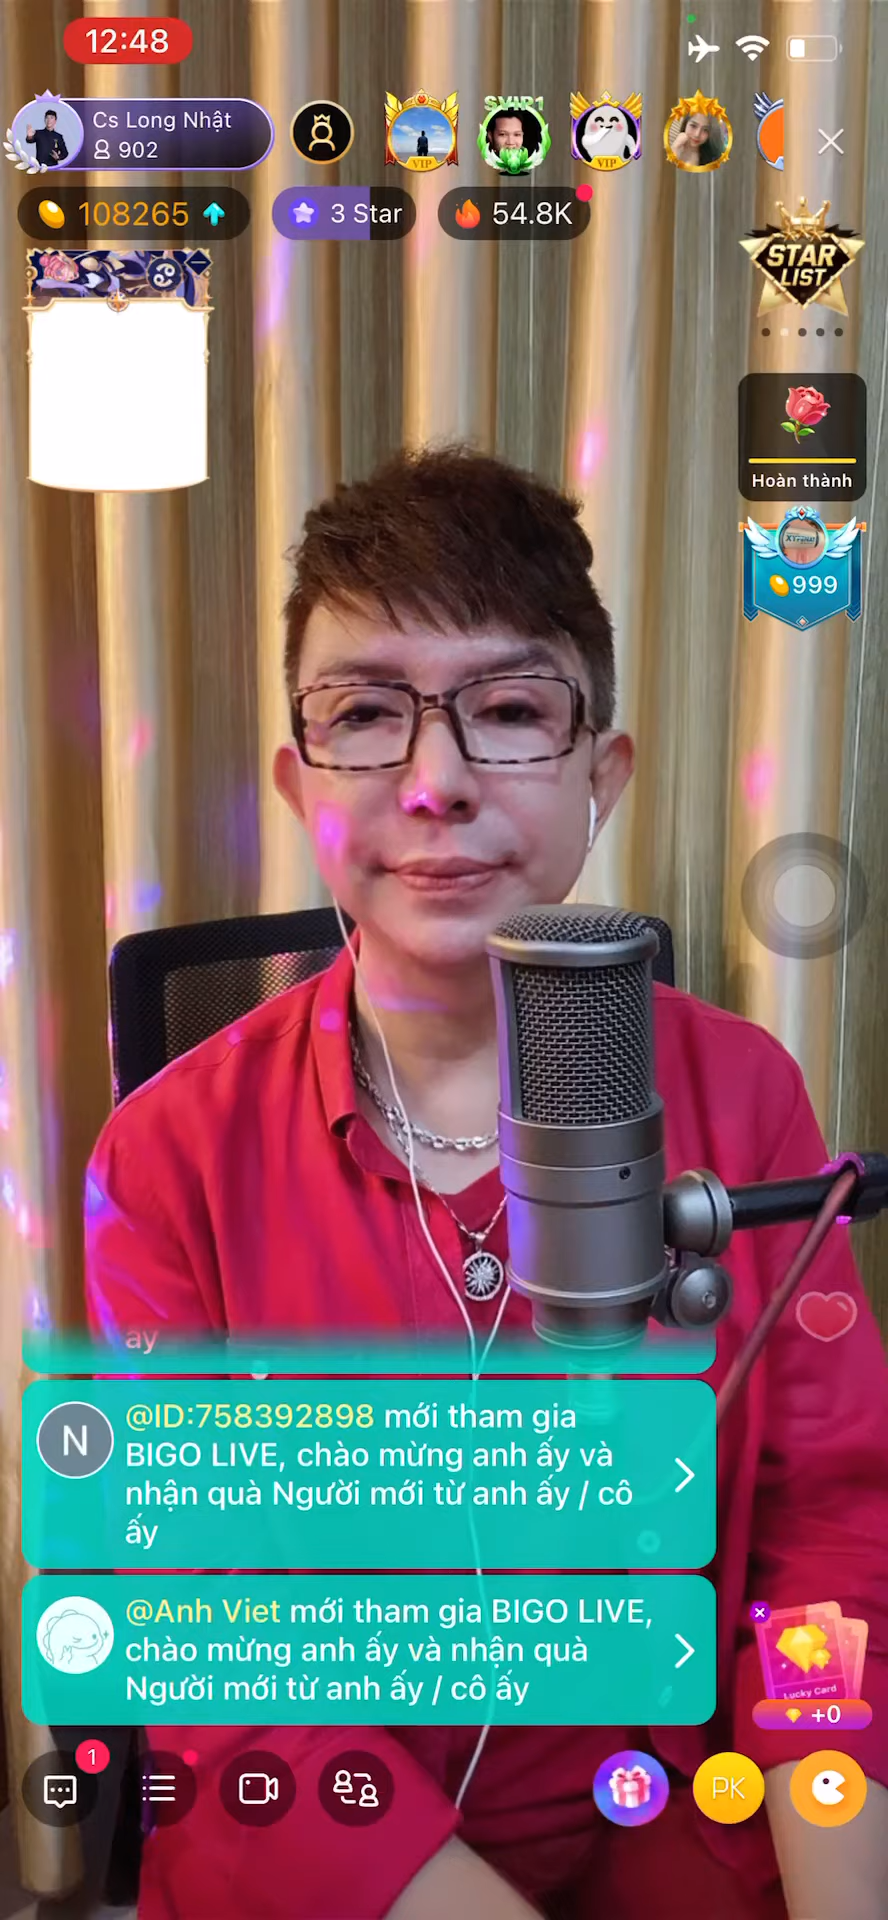 12:48
Cs Long Nhật
902
VIP
SVIP1
VIP
108265
3 Star
54.8K
STAR
LIST
Hoàn thành
999
ay
N
@ID:758392898 mới tham gia
BIGO LIVE, chào mừng anh ấy và
nhận quà Người mới từ anh ấy / cô
ấy
@Anh Viet mới tham gia BIGO LIVE,
chào mừng anh ấy và nhận quà
Người mới từ anh ấy / cô ấy
Lucky Card
+0
1
PK